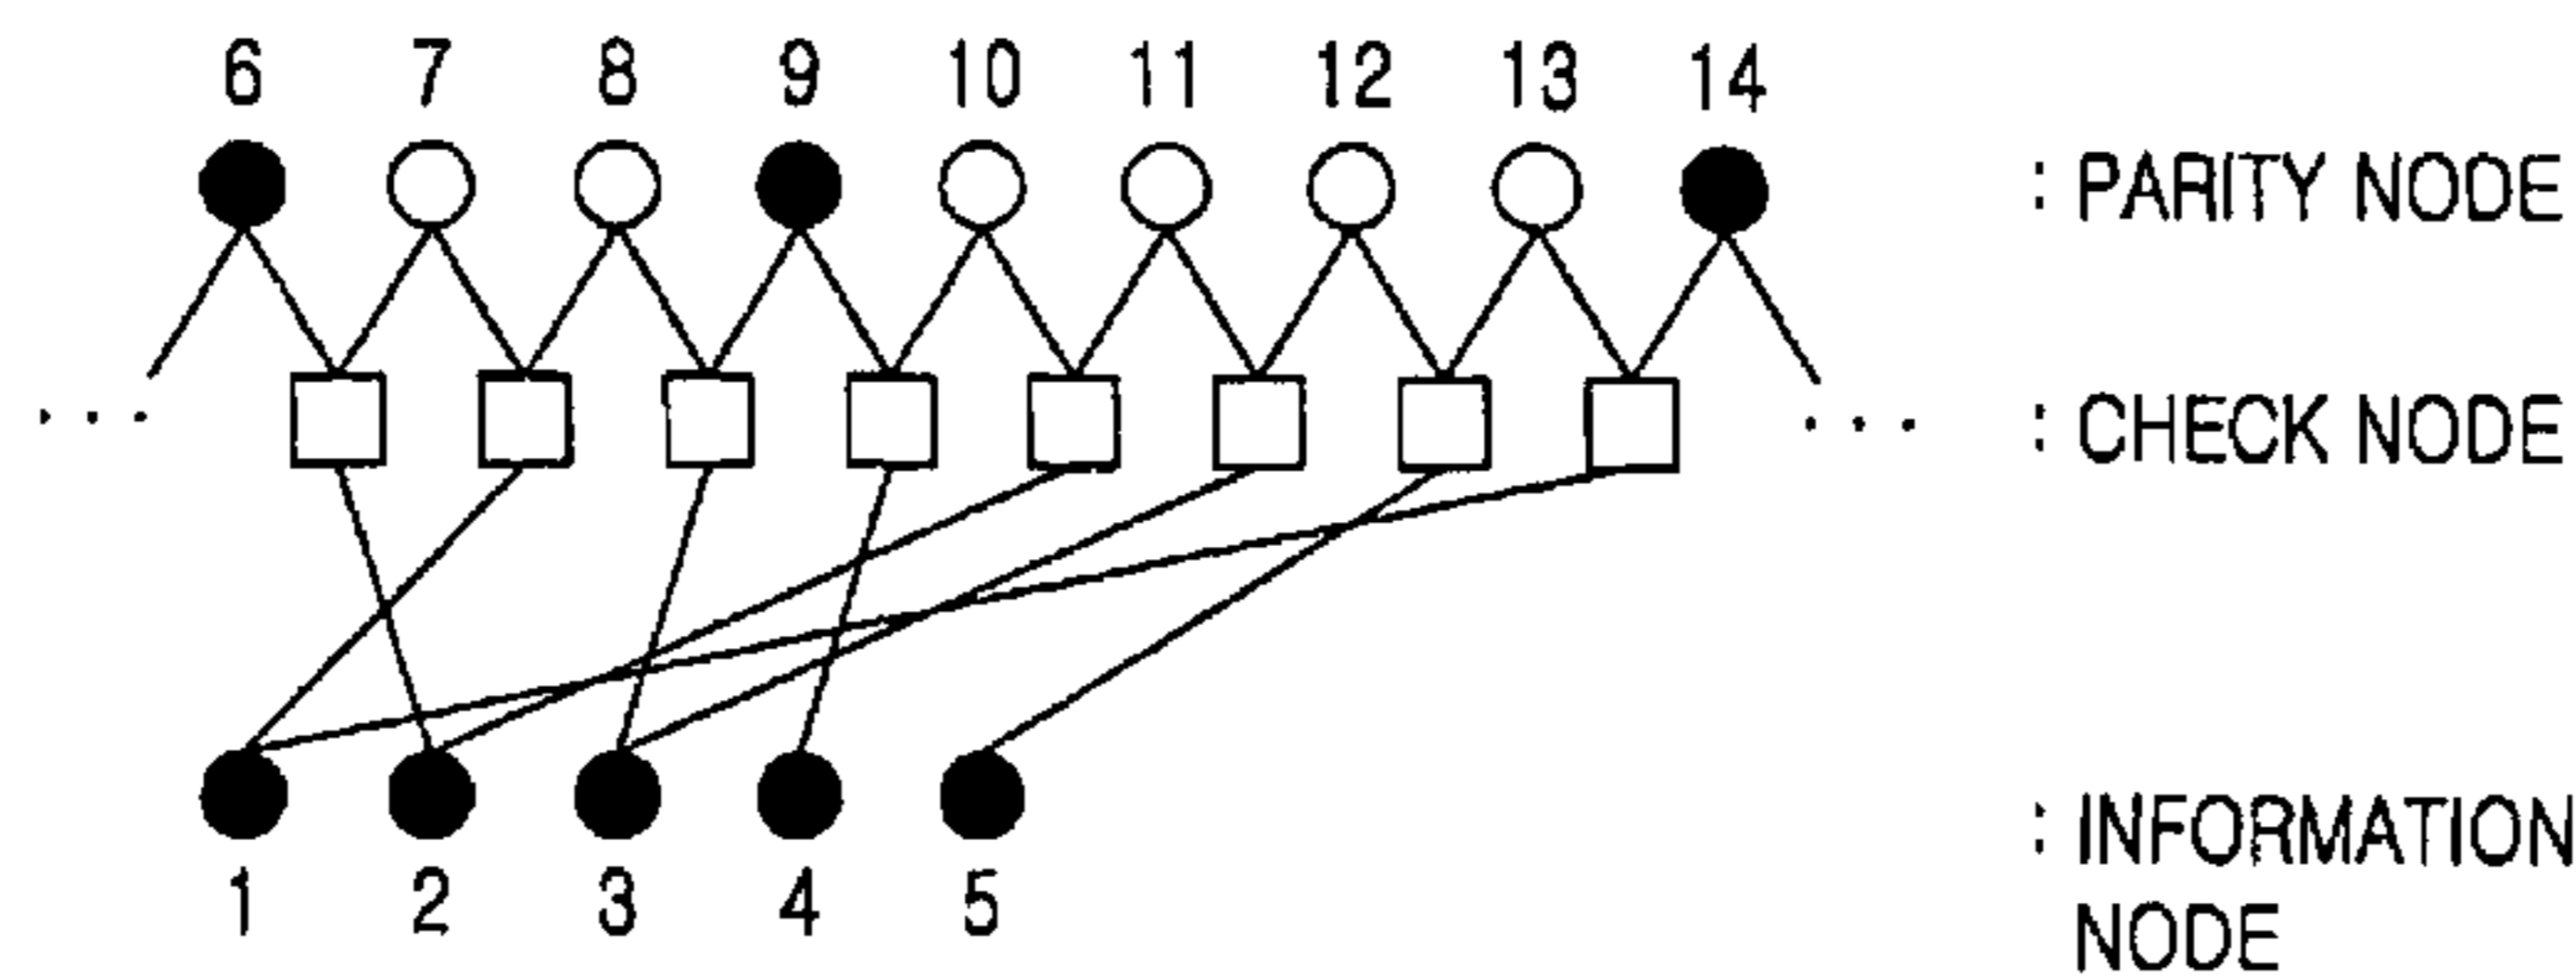 6 7 8 9 10 11 12 13 14
: PARITY NODE
. . . . . . : CHECK NODE
: INFORMATION
NODE
1 2 3 4 5